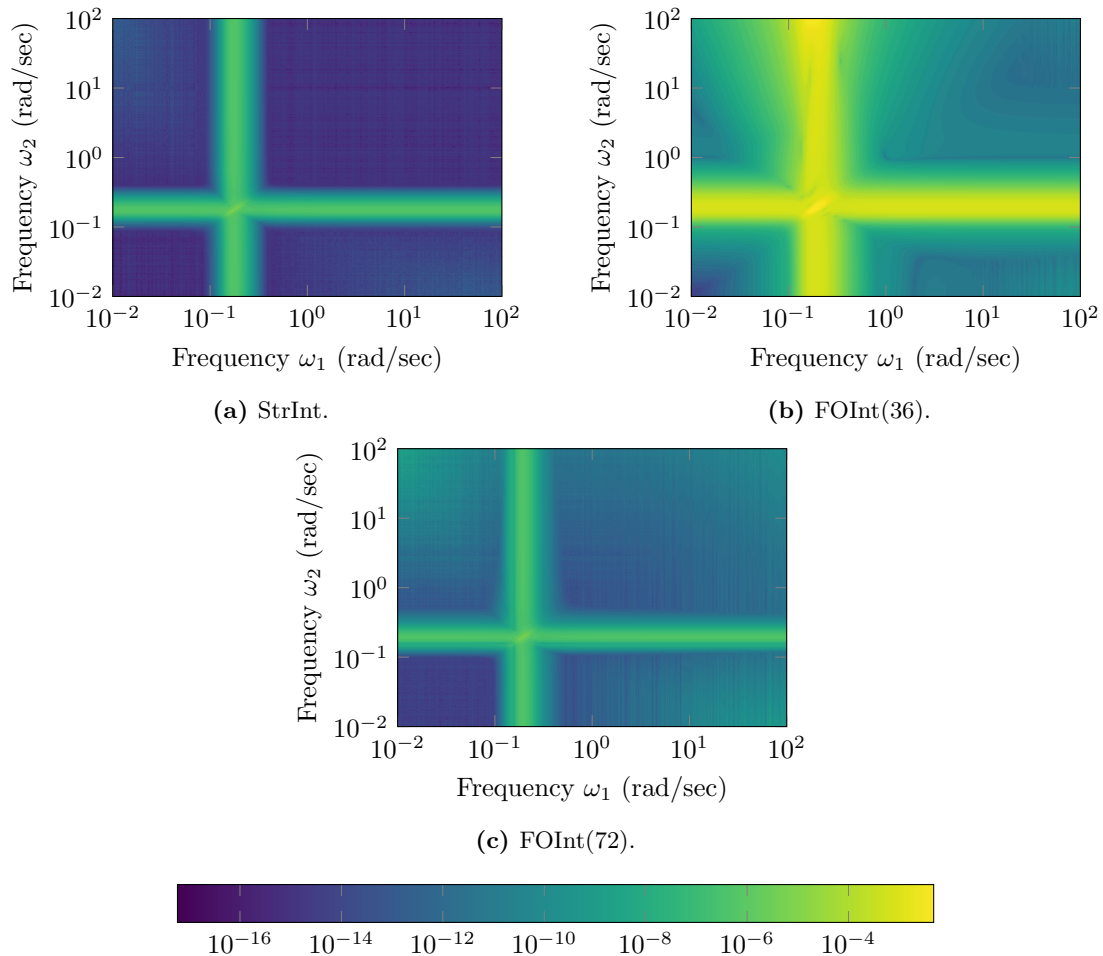 10^2
10^1
10^0
10^{-1}
10^{-2}
Frequency ω_2 (rad/sec)
10^{-2} 10^{-1} 10^0 10^1 10^2
Frequency ω_1 (rad/sec)
(a) StrInt.
10^2
10^1
10^0
10^{-1}
10^{-2}
Frequency ω_2 (rad/sec)
10^{-2} 10^{-1} 10^0 10^1 10^2
Frequency ω_1 (rad/sec)
(b) FOInt(36).
10^2
10^1
10^0
10^{-1}
10^{-2}
Frequency ω_2 (rad/sec)
10^{-2} 10^{-1} 10^0 10^1 10^2
Frequency ω_1 (rad/sec)
(c) FOInt(72).
10^{-16} 10^{-14} 10^{-12} 10^{-10} 10^{-8} 10^{-6} 10^{-4}